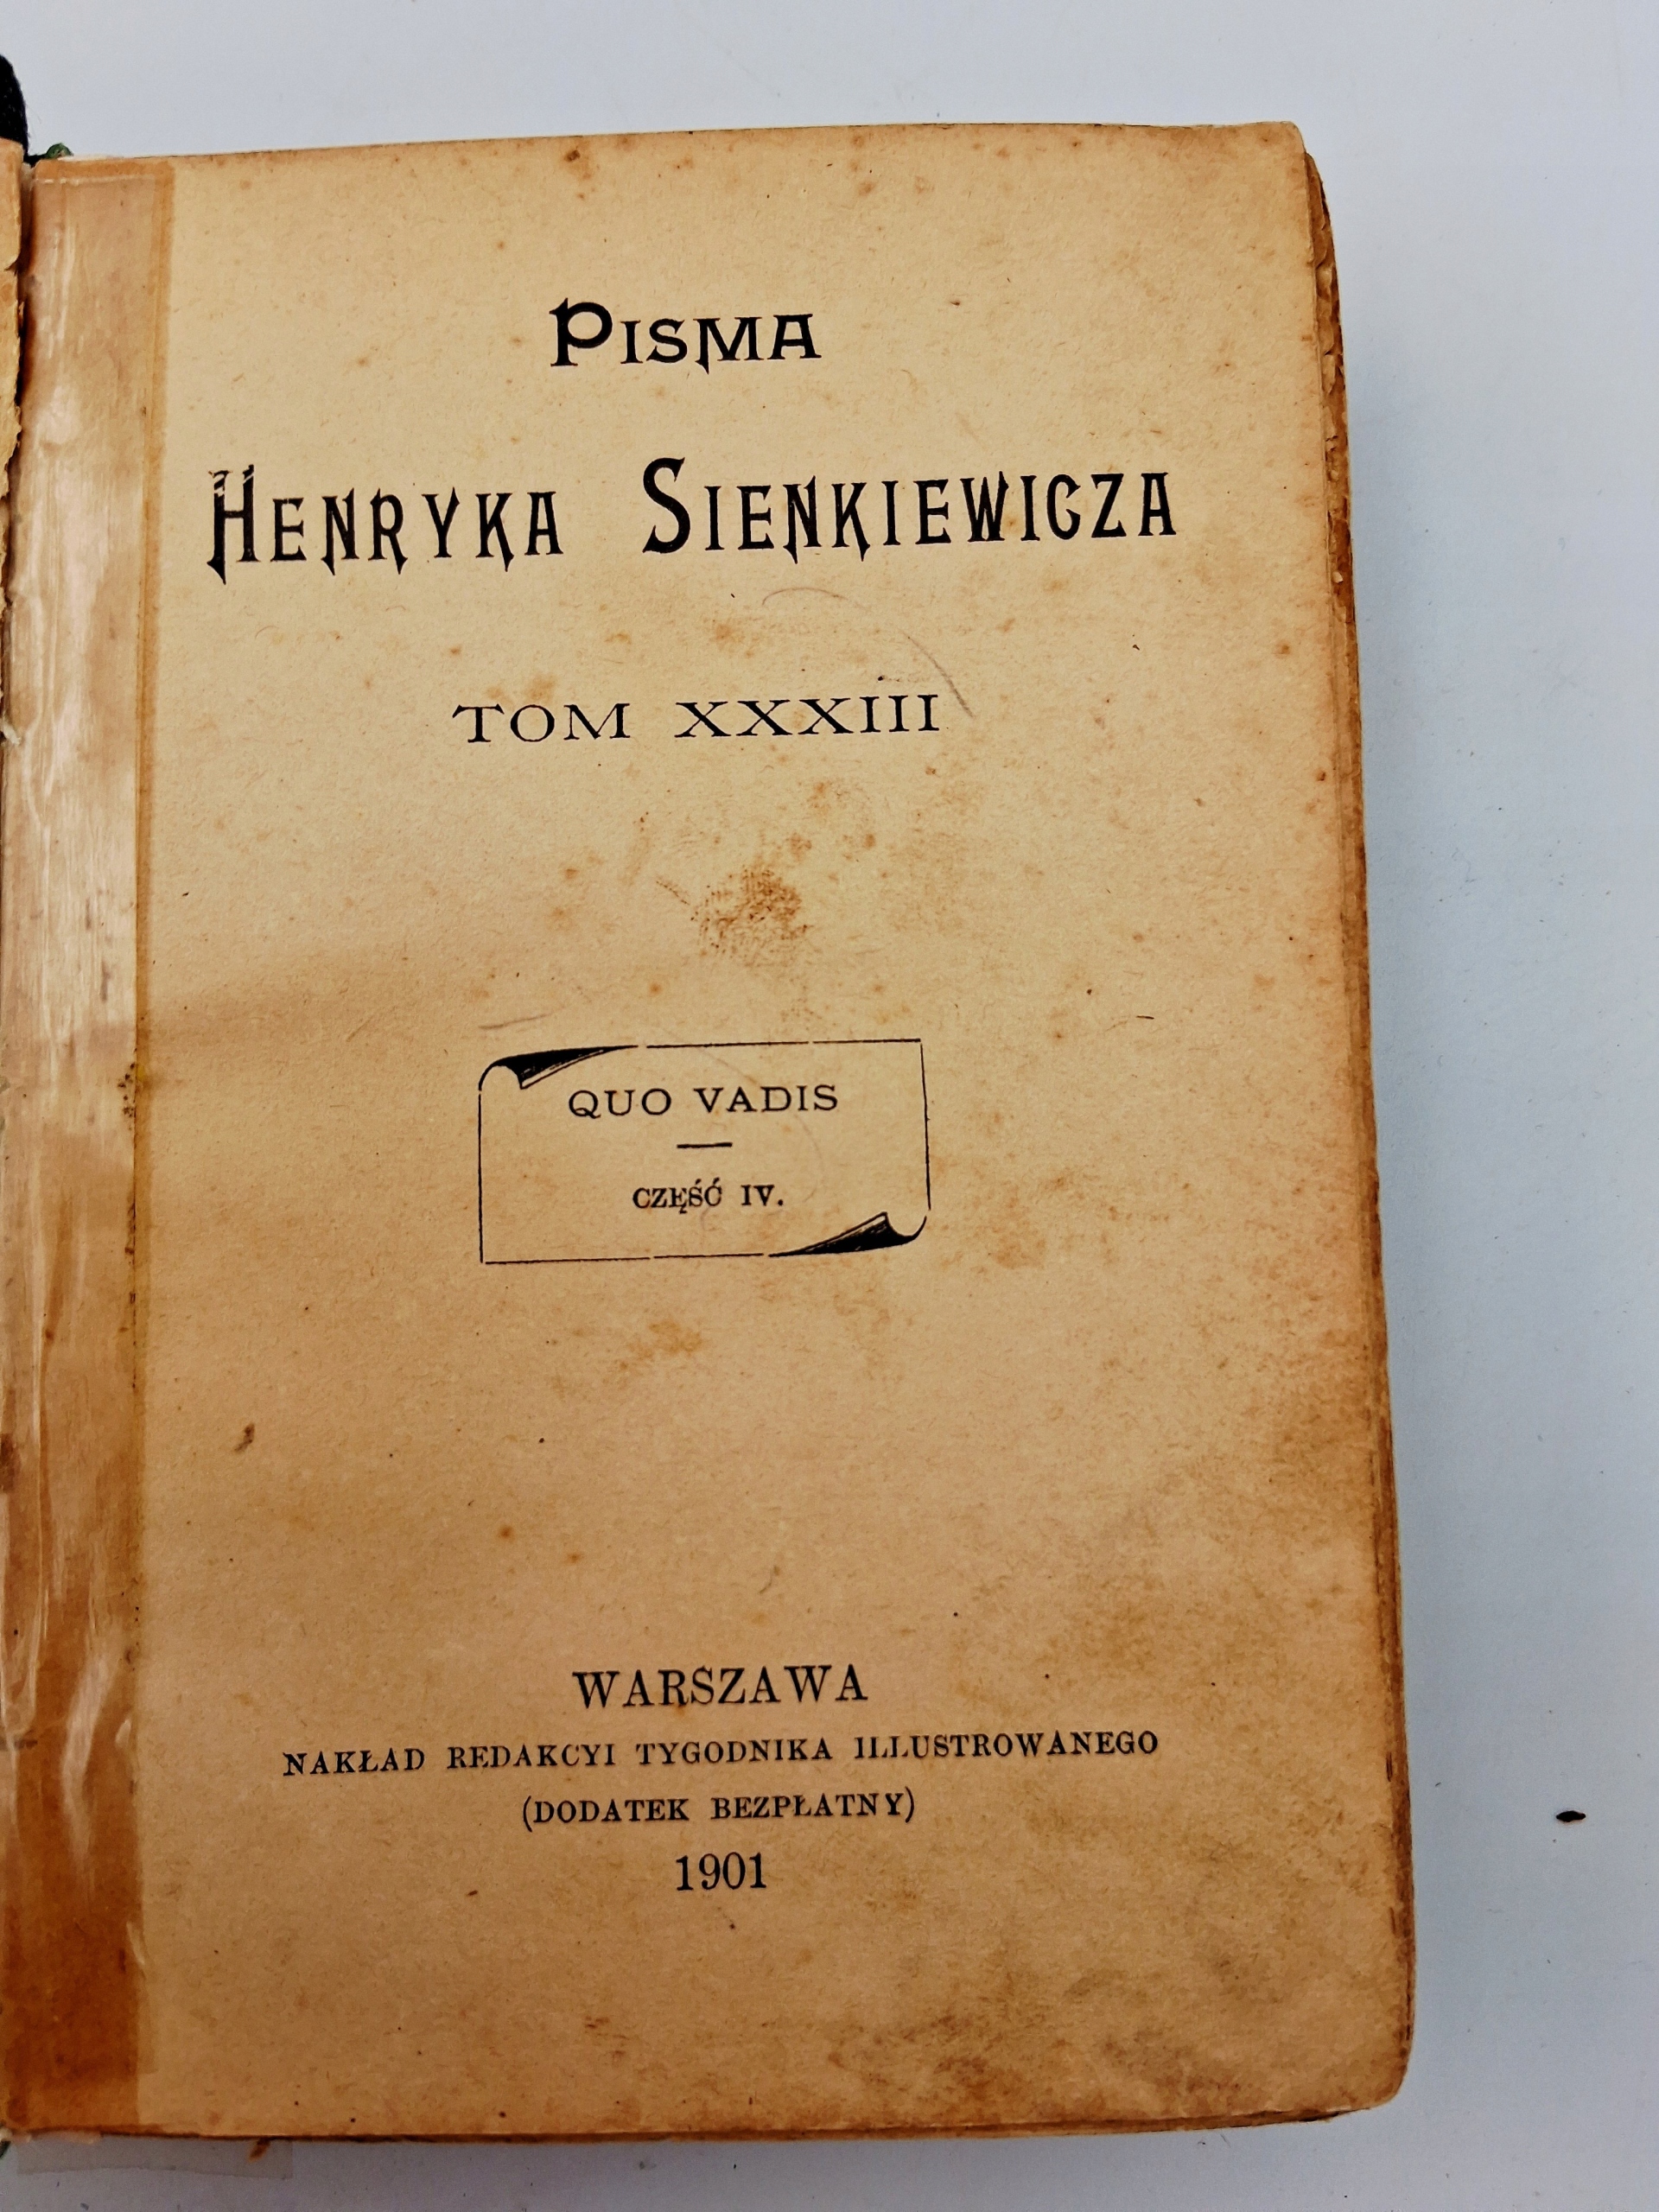 PISMA
HENRYKA SIENKIEWICZA
TOM XXXIII
QUO VADIS
CZĘŚĆ IV.
WARSZAWA
NAKŁAD REDAKCYI TYGODNIKA ILLUSTROWANEGO
(DODATEK BEZPŁATNY)
1901